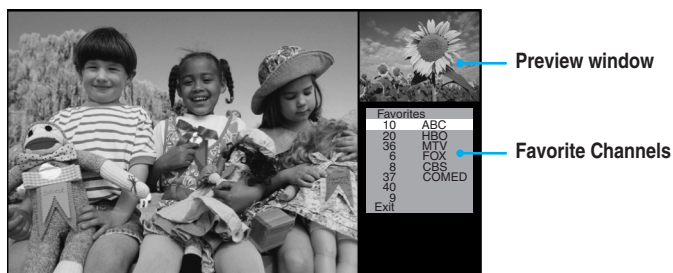 Preview window
Favorites
10 ABC
20 HBO
36 MTV
6 FOX
8 CBS
37 COMED
40
9
Exit
Favorite Channels